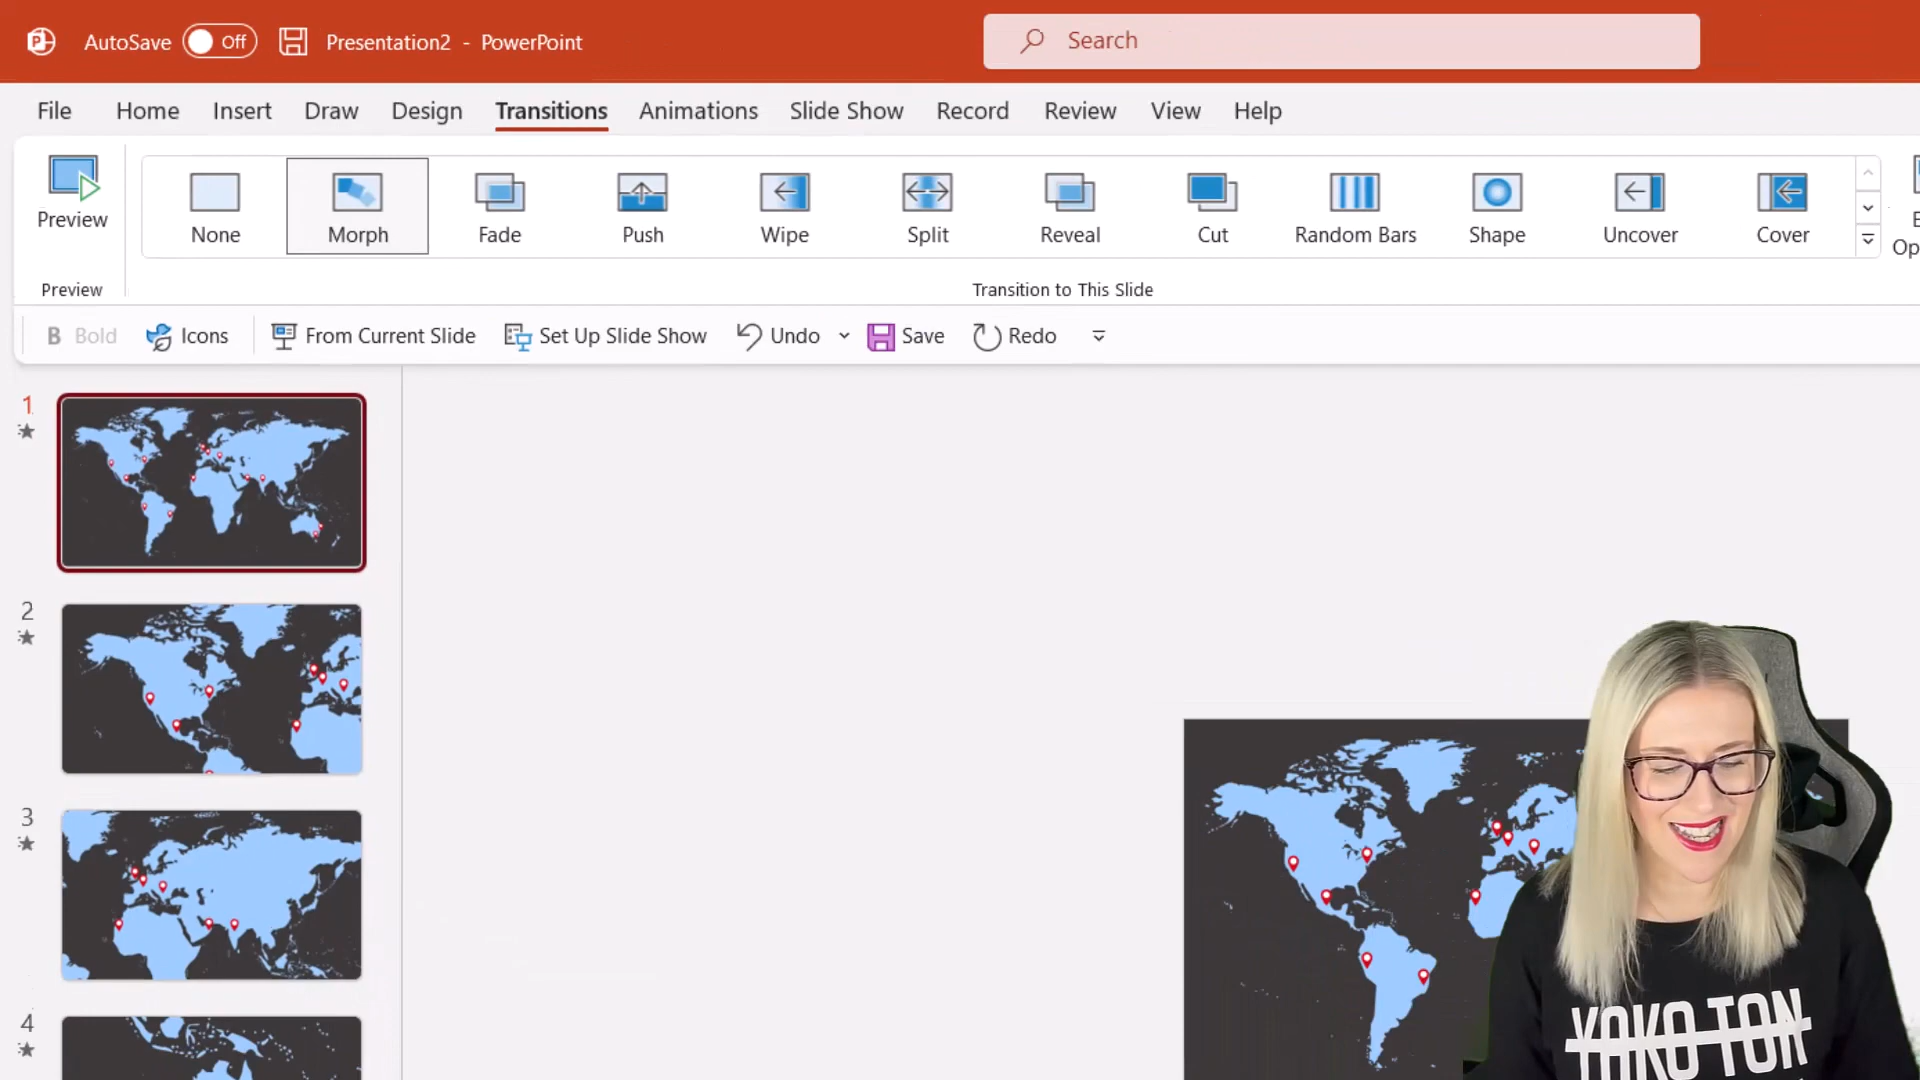 AutoSave Off Presentation2 - PowerPoint Search
File Home Insert Draw Design Transitions Animations Slide Show Record Review View Help
Preview None Morph Fade Push Wipe Split Reveal Cut Random Bars Shape Uncover Cover
Preview Transition to This Slide
B Bold Icons From Current Slide Set Up Slide Show Undo Save Redo
1
2
3
4
YOKO TON